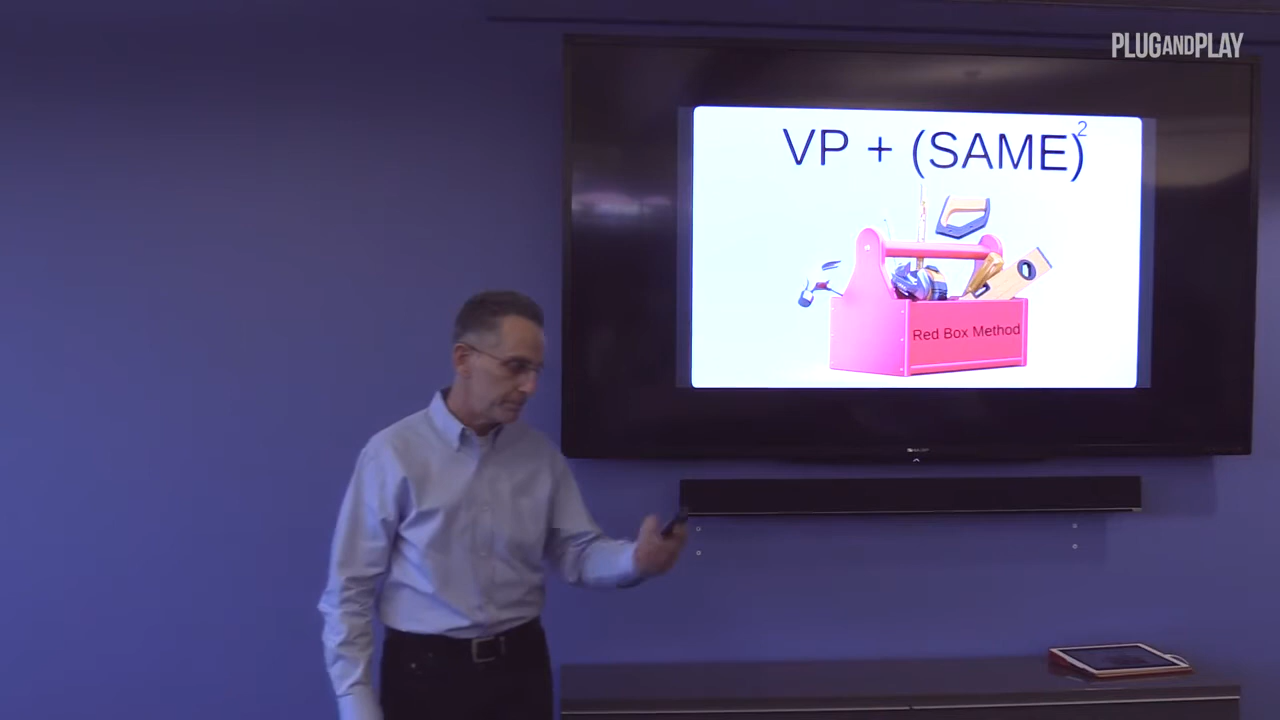 PLUGANDPLAY
VP + (SAME)²
Red Box Method